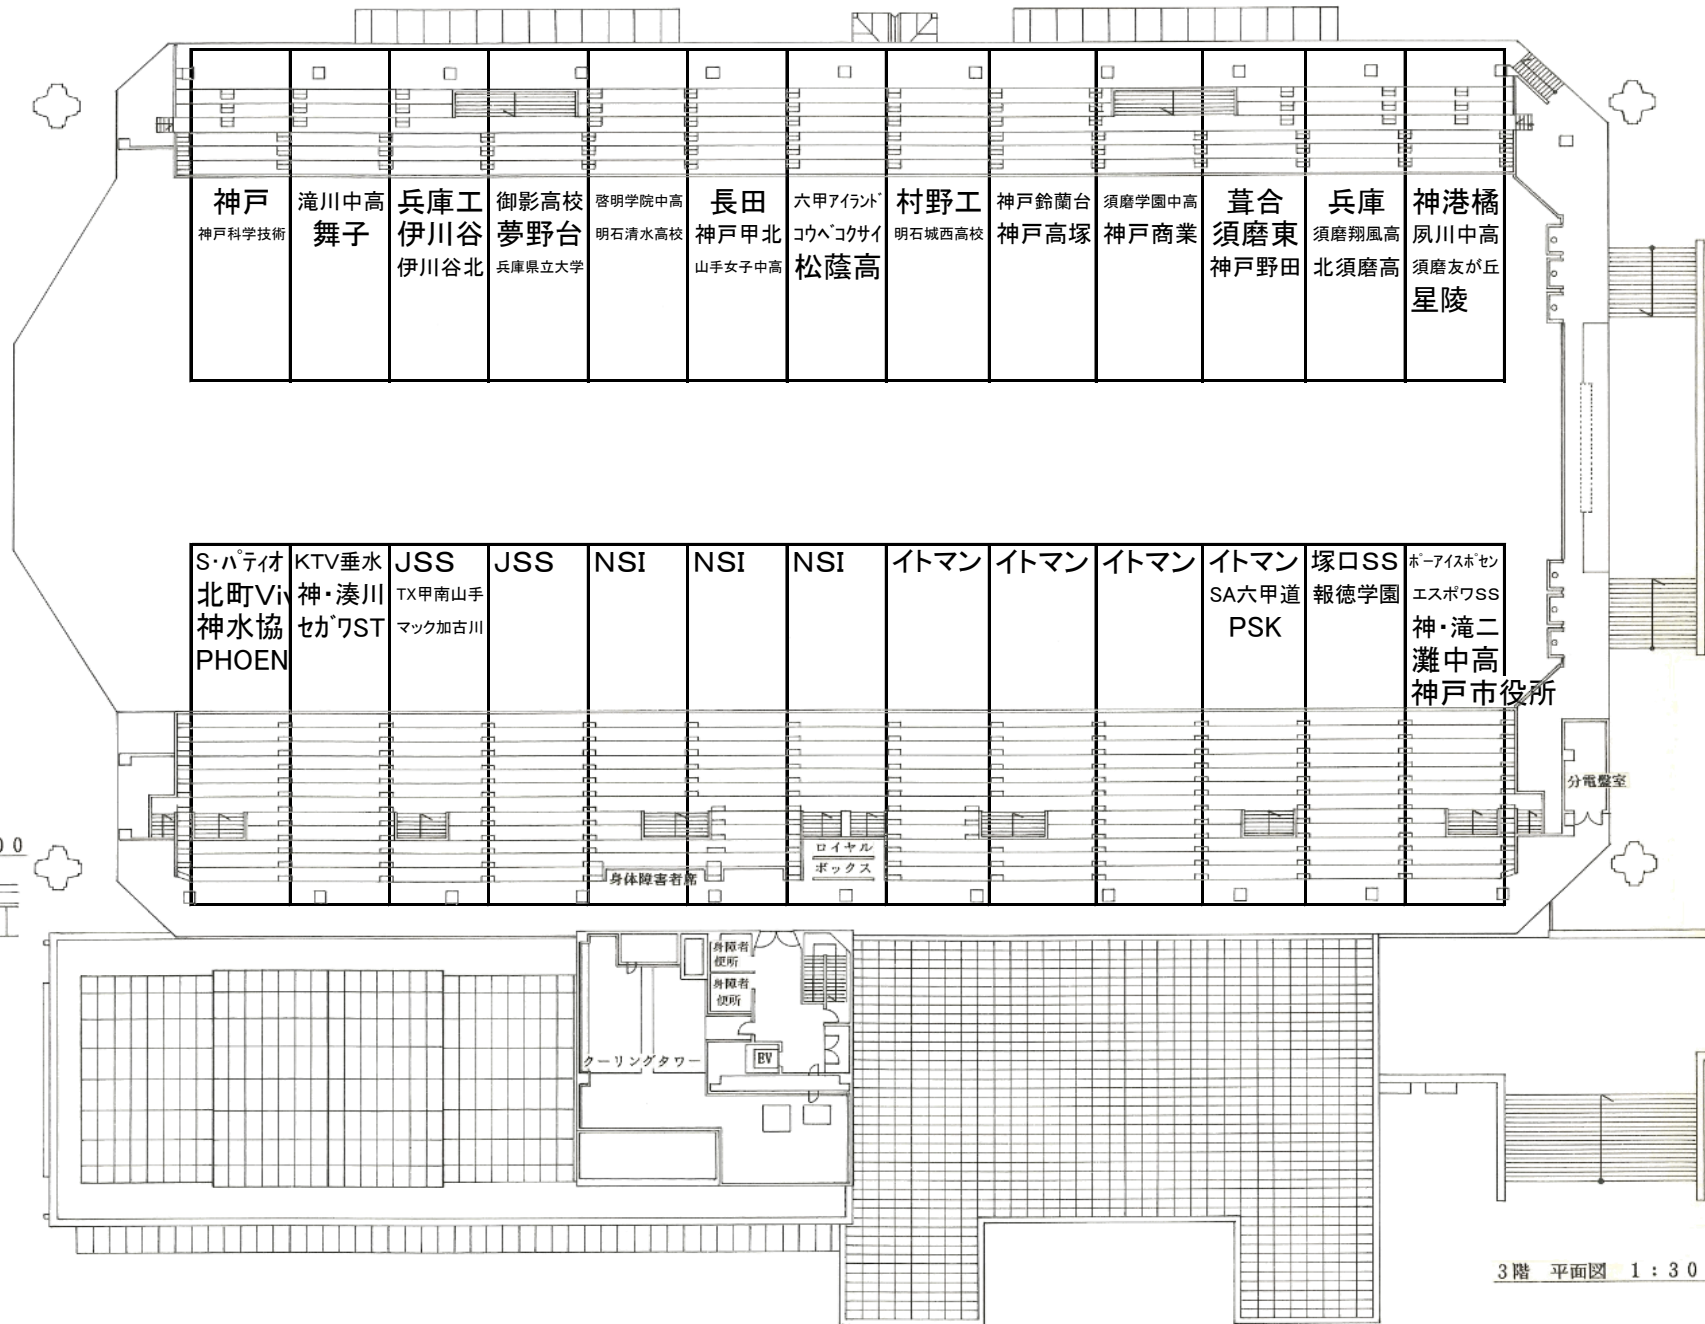 神戸
神戸科学技術
滝川中高
舞子
兵庫工
伊川谷
伊川谷北
御影高校
夢野台
兵庫県立大学
啓明学院中高
明石清水高校
長田
神戸甲北
山手女子中高
六甲アイランド
コウベコクサイ
松蔭高
村野工
明石城西高校
神戸鈴蘭台
神戸高塚
須磨学園中高
神戸商業
葺合
須磨東
神戸野田
兵庫
須磨翔風高
北須磨高
神港橘
夙川中高
須磨友が丘
星陵
S・パティオ
北町Viv
神水協
PHOEN
KTV垂水
神・湊川
セガワST
JSS
TX甲南山手
マック加古川
JSS
NSI
NSI
NSI
イトマン
イトマン
イトマン
イトマン
SA六甲道
PSK
塚口SS
報徳学園
ポーアイスポセン
エスポワSS
神・滝二
灘中高
神戸市役所
分電盤室
00
ロイヤル
ボックス
身体障害者席
身障者
便所
身障者
便所
クーリングタワー
EV
3階 平面図 1:30